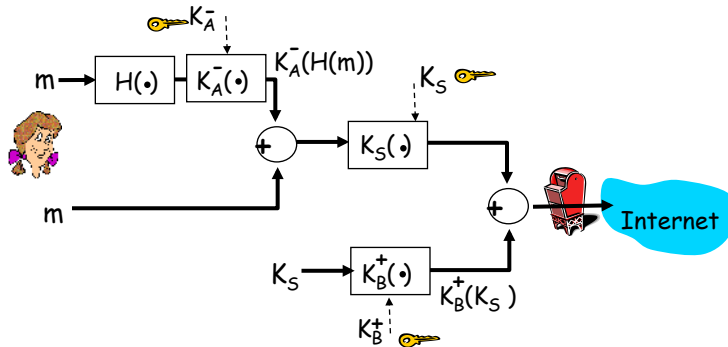 K_A^-
m
H(•)
K_A^-(•)
K_A^-(H(m))
K_S
+
K_S(•)
m
+
Internet
K_S
K_B^+(•)
K_B^+(K_S)
K_B^+